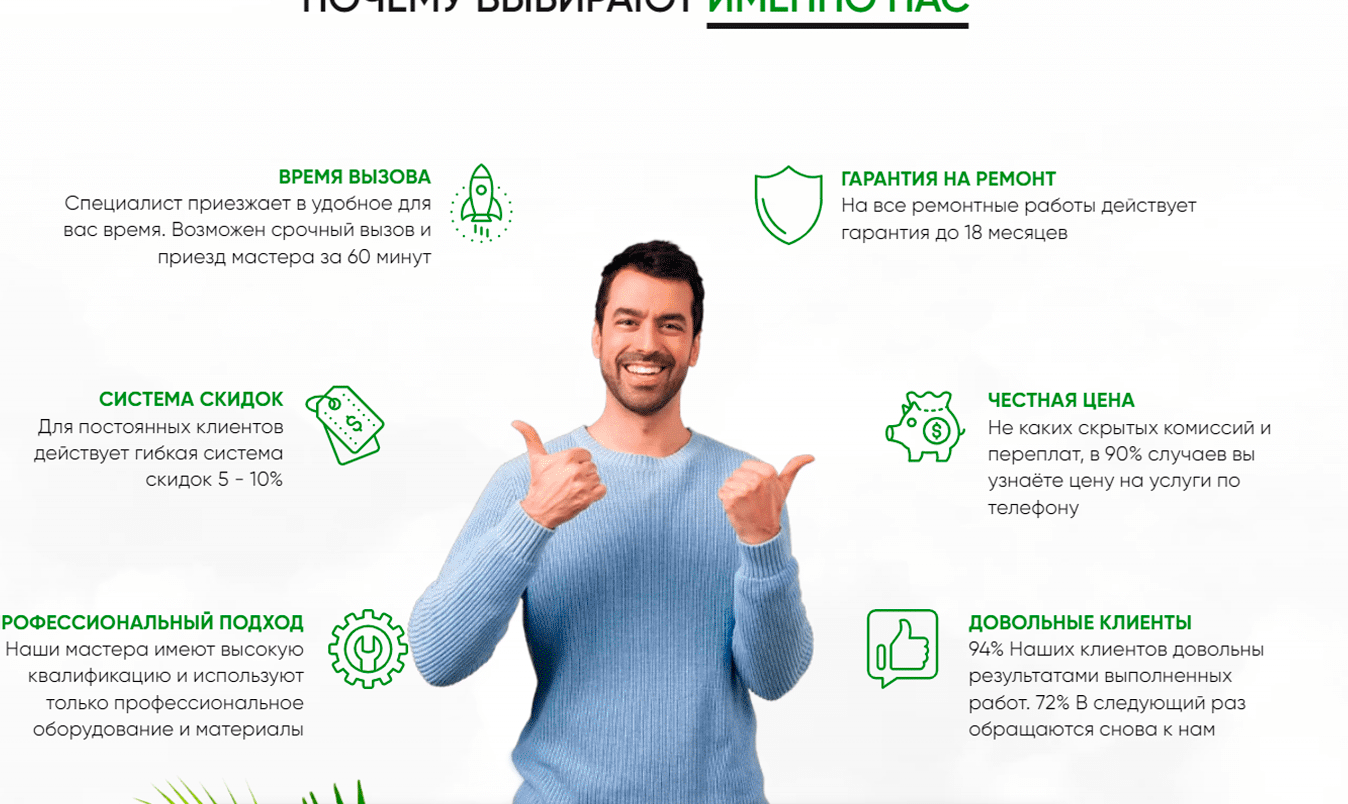 ПОЧЕМУ ВЫБИРАЮТ ИМЕННО НАС
ВРЕМЯ ВЫЗОВА
Специалист приезжает в удобное для
вас время. Возможен срочный вызов и
приезд мастера за 60 минут
ГАРАНТИЯ НА РЕМОНТ
На все ремонтные работы действует
гарантия до 18 месяцев
СИСТЕМА СКИДОК
Для постоянных клиентов
действует гибкая система
скидок 5 - 10%
ЧЕСТНАЯ ЦЕНА
Не каких скрытых комиссий и
переплат, в 90% случаев вы
узнаёте цену на услуги по
телефону
РОФЕССИОНАЛЬНЫЙ ПОДХОД
Наши мастера имеют высокую
квалификацию и используют
только профессиональное
оборудование и материалы
ДОВОЛЬНЫЕ КЛИЕНТЫ
94% Наших клиентов довольны
результатами выполненных
работ. 72% В следующий раз
обращаются снова к нам